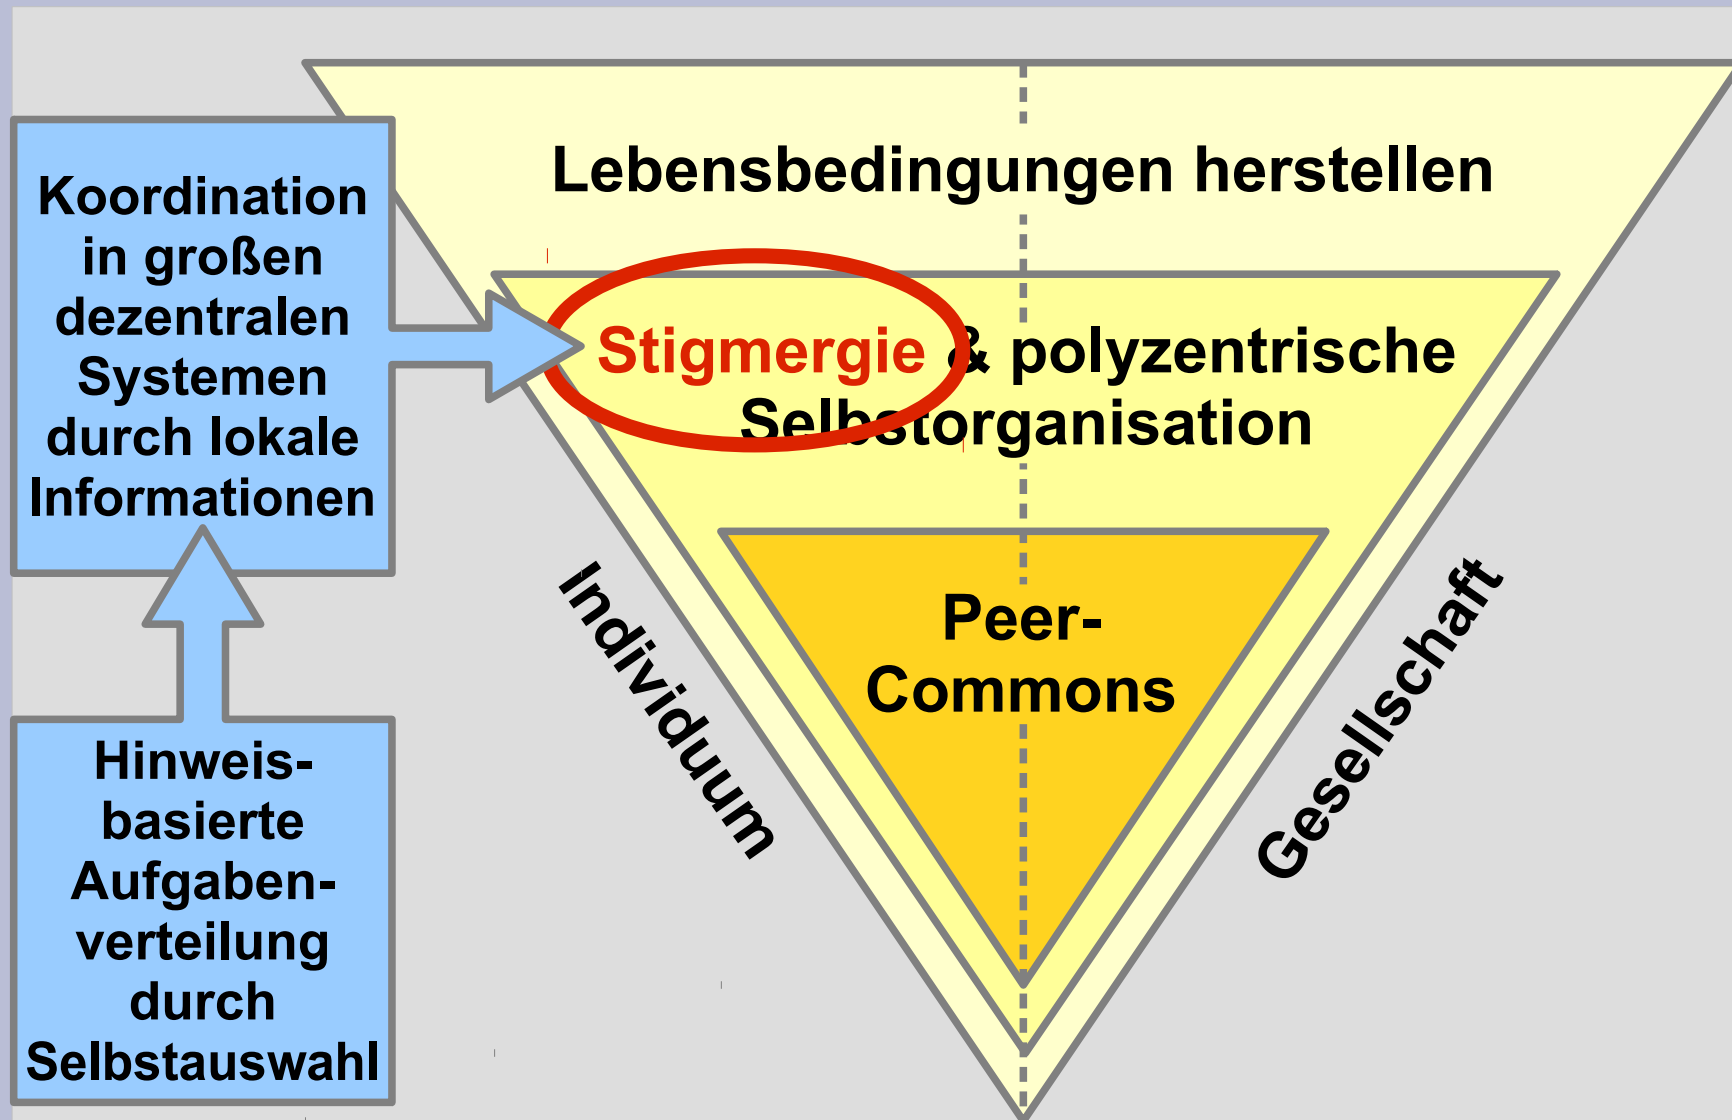 Lebensbedingungen herstellen
Koordination
in großen
dezentralen
Systemen
durch lokale
Informationen
Stigmergie & polyzentrische
Selbstorganisation
Peer-
Commons
Individuum
Gesellschaft
Hinweis-
basierte
Aufgaben-
verteilung
durch
Selbstauswahl